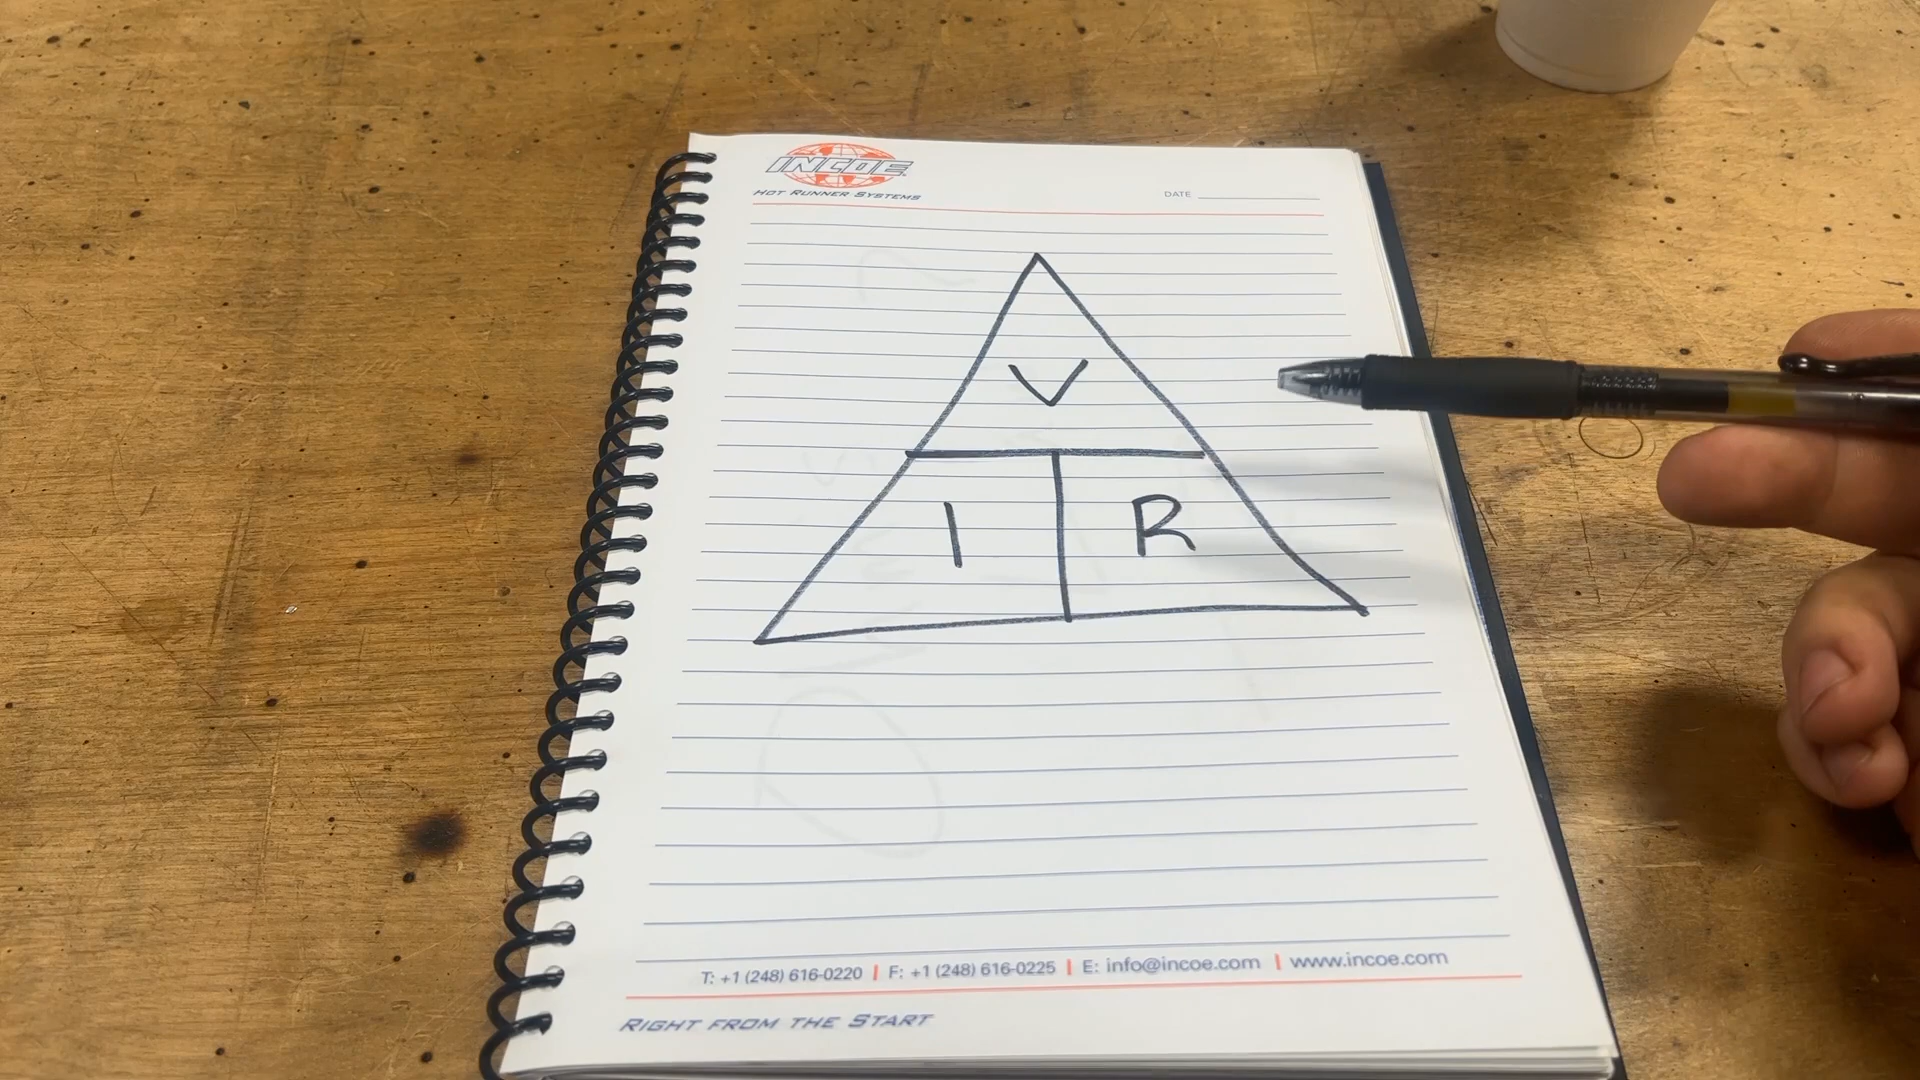 INCOE
HOT RUNNER SYSTEMS
DATE
V
I R
T: +1 (248) 616-0220 | F: +1 (248) 616-0225 | E: info@incoe.com | www.incoe.com
RIGHT FROM THE START